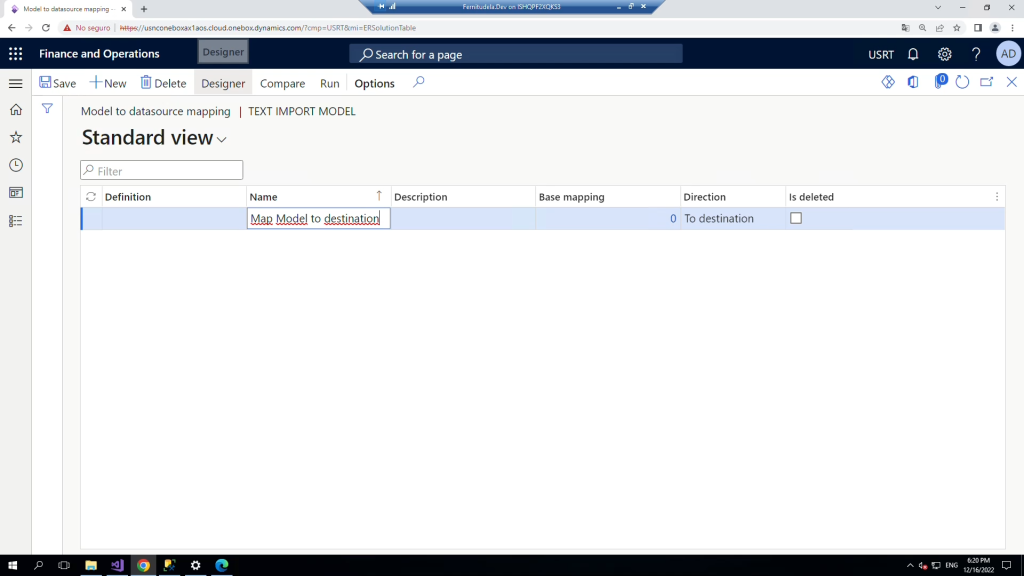 Model to datasource mapping –
Fernitudela.Dev on ISHQPF2XQKS3
No seguro
https://usnconeboxax1aos.cloud.onebox.dynamics.com/?cmp=USRT&mi=ERSolutionTable
Finance and Operations
Designer
Search for a page
USRT
AD
Save
New
Delete
Designer
Compare
Run
Options
0
Model to datasource mapping | TEXT IMPORT MODEL
Standard view
Filter
Definition Name Description Base mapping Direction Is deleted
Map Model to destination 0 To destination
ENG
6:20 PM
12/16/2022